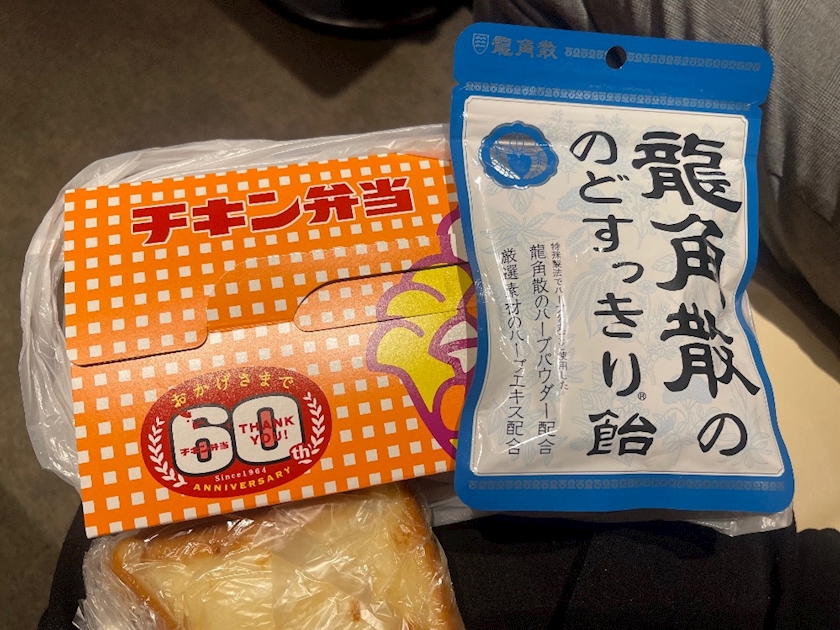 チキン弁当
おかげさまで
60th
チキン弁当
THANK
YOU!
Since1964
ANNIVERSARY
龍角散
龍角散の
のどすっきり®飴
龍角散のハーブパウダー配合
厳選素材のハーブエキス配合